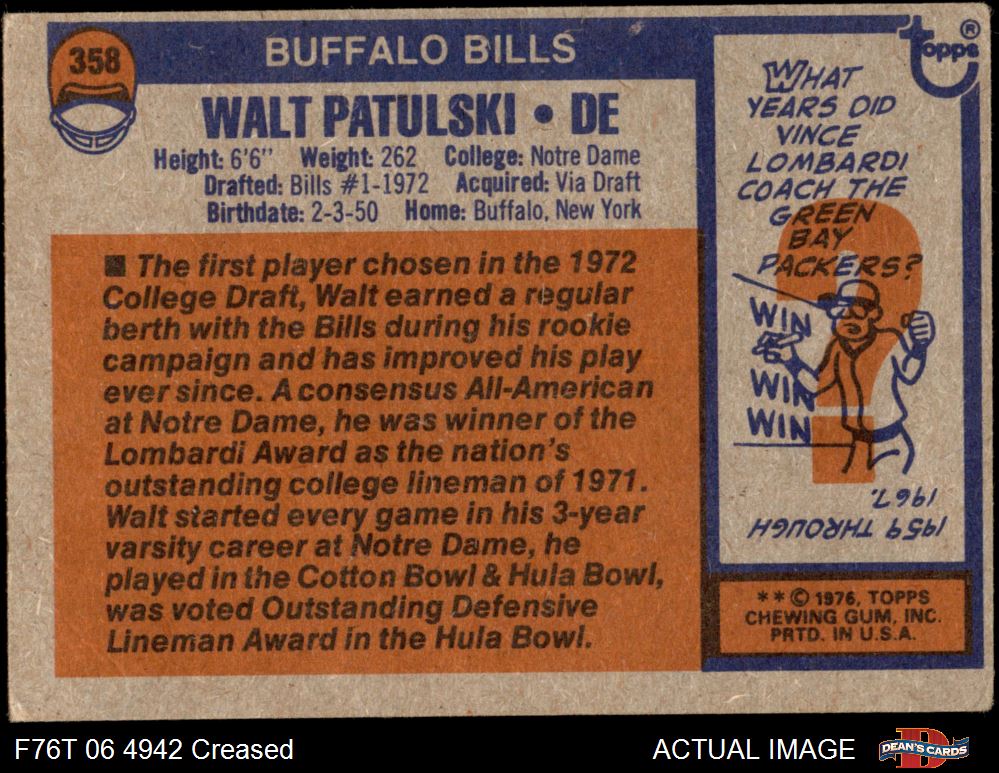 358
BUFFALO BILLS
WALT PATULSKI • DE
Height: 6'6" Weight: 262 College: Notre Dame
Drafted: Bills #1-1972 Acquired: Via Draft
Birthdate: 2-3-50 Home: Buffalo, New York
■ The first player chosen in the 1972
College Draft, Walt earned a regular
berth with the Bills during his rookie
campaign and has improved his play
ever since. A consensus All-American
at Notre Dame, he was winner of the
Lombardi Award as the nation's
outstanding college lineman of 1971.
Walt started every game in his 3-year
varsity career at Notre Dame, he
played in the Cotton Bowl & Hula Bowl,
was voted Outstanding Defensive
Lineman Award in the Hula Bowl.
Topps®
WHAT
YEARS DID
VINCE
LOMBARDI
COACH THE
GREEN
BAY
PACKERS?
WIN
WIN
WIN
1959 THROUGH
1967.
**© 1976, TOPPS
CHEWING GUM, INC.
PRTD. IN U.S.A.
F76T 06 4942 Creased
ACTUAL IMAGE
DEAN'S CARDS